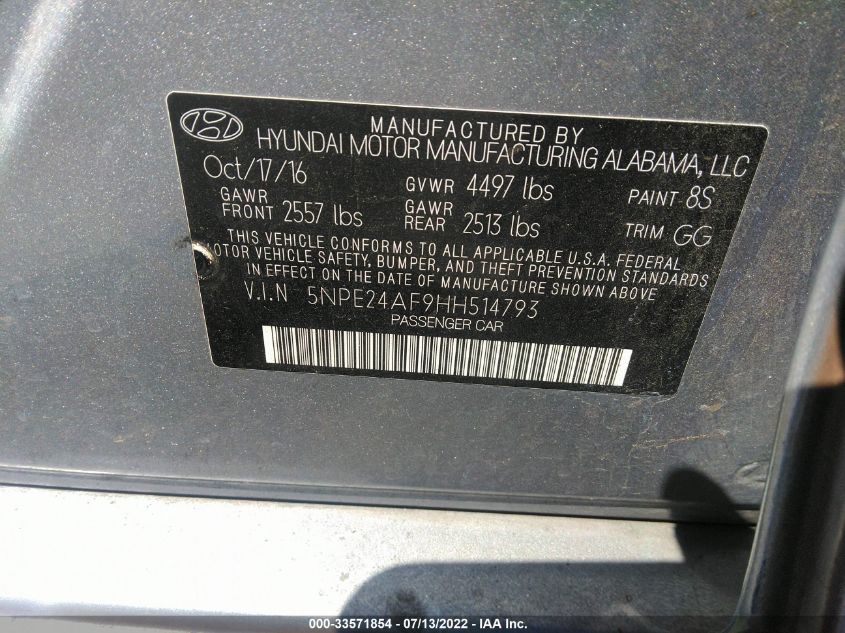 MANUFACTURED BY
HYUNDAI MOTOR MANUFACTURING ALABAMA, LLC
Oct/17/16 GVWR 4497 lbs PAINT 8S
GAWR FRONT 2557 lbs GAWR REAR 2513 lbs TRIM GG
THIS VEHICLE CONFORMS TO ALL APPLICABLE U.S.A. FEDERAL
MOTOR VEHICLE SAFETY, BUMPER, AND THEFT PREVENTION STANDARDS
IN EFFECT ON THE DATE OF MANUFACTURE SHOWN ABOVE
V.I.N 5NPE24AF9HH514793
PASSENGER CAR
000-33571854 - 07/13/2022 - IAA Inc.